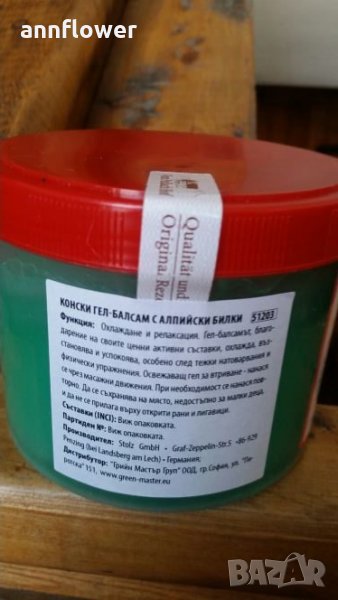 annflower
Qualität und
Original Reze
КОНСКИ ГЕЛ-БАЛСАМ С АЛПИЙСКИ БИЛКИ 51203
Функция: Охлаждане и релаксация. Гел-балсамът, благо-
дарение на своите ценни активни съставки, охлажда, въз-
становява и успокоява, особено след тежки натоварвания и
физически упражнения. Освежаващ гел за втриване - нанася
се чрез масажни движения. При необходимост се нанася пов-
торно. Да се съхранява на място, недостъпно за малки деца,
и да не се прилага върху открити рани и лигавици.
Съставки (INCI): Виж опаковката.
Партиден №: Виж опаковката.
Производител: Stolz GmbH • Graf-Zeppelin-Str.5 •86-929
Penzing (bei Landsberg am Lech) • Германия;
Дистрибутор: "Грийн Мастър Груп" ООД, гр.София, ул. "Пи-
ротска" 151, www.green-master.eu
BAZAR